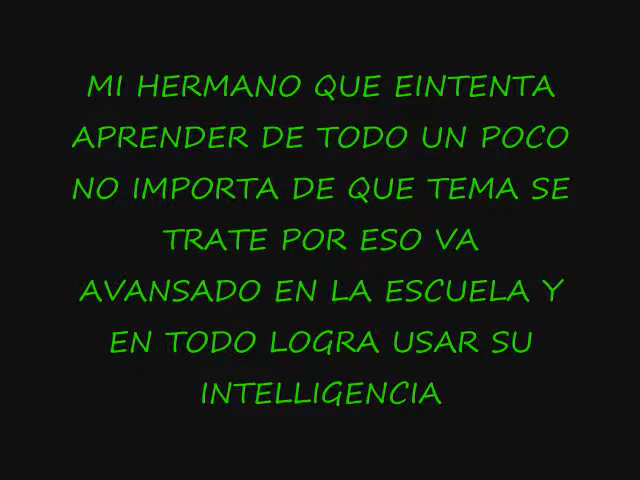 MI HERMANO QUE EINTENTA
APRENDER DE TODO UN POCO
NO IMPORTA DE QUE TEMA SE
TRATE POR ESO VA
AVANSADO EN LA ESCUELA Y
EN TODO LOGRA USAR SU
INTELLIGENCIA